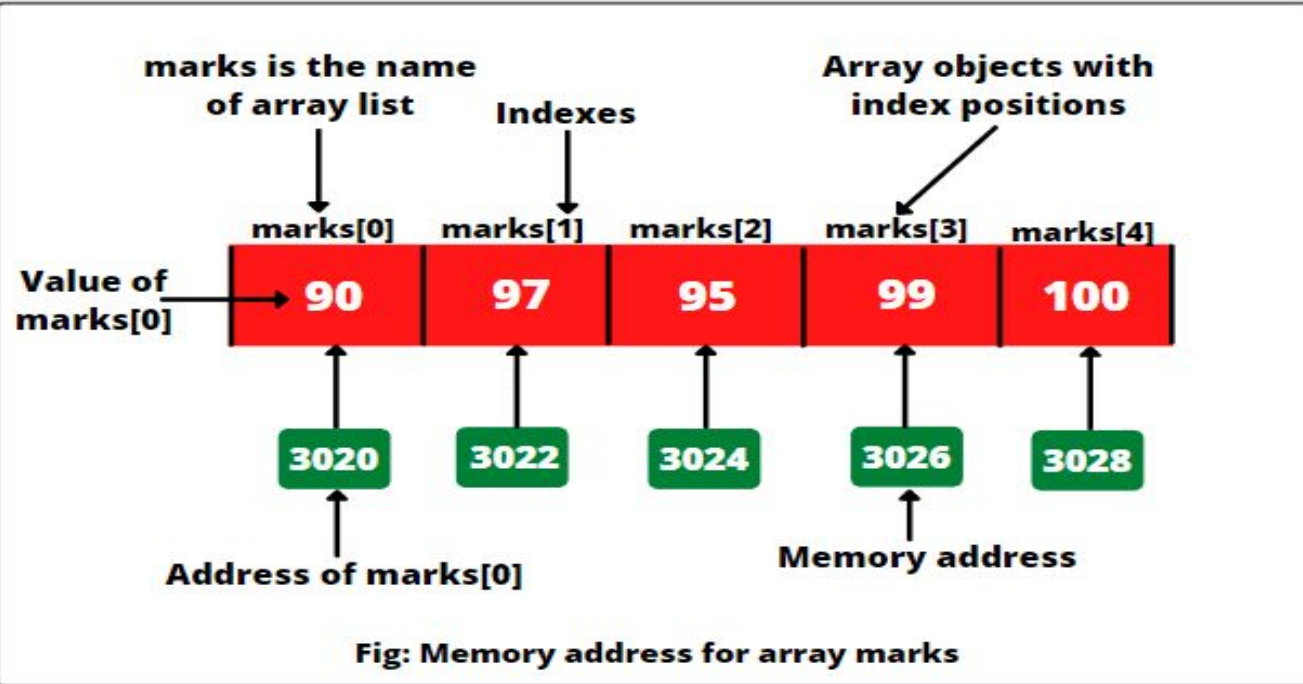 marks is the name
of array list
Indexes
Array objects with
index positions
marks[0] marks[1] marks[2] marks[3] marks[4]
Value of
marks[0]
90 97 95 99 100
3020 3022 3024 3026 3028
Address of marks[0]
Memory address
Fig: Memory address for array marks